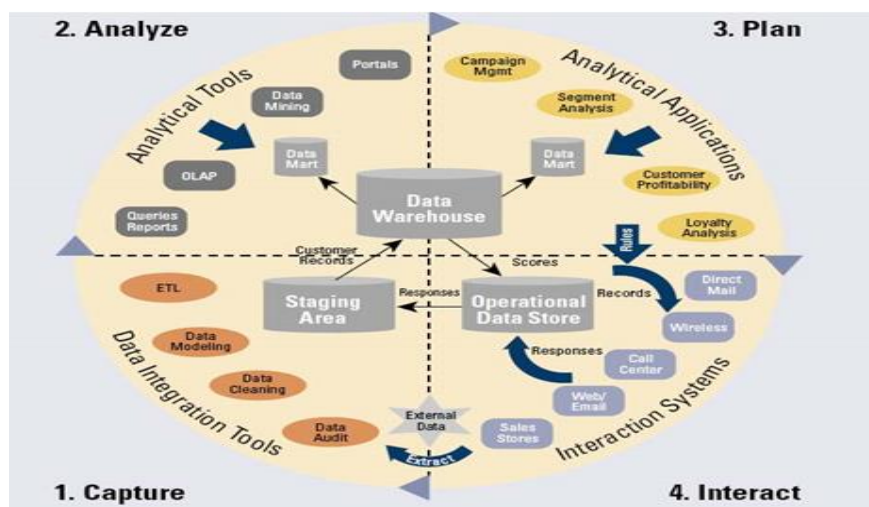 2. Analyze
3. Plan
Analytical Tools
Portals
Data
Mining
Data
Mart
OLAP
Queries
Reports
Analytical Applications
Campaign
Mgmt
Segment
Analysis
Data
Mart
Customer
Profitability
Loyalty
Analysis
Rules
Data
Warehouse
Customer
Records
Scores
Staging
Area
Responses
Operational
Data Store
Records
Responses
ETL
Data
Modeling
Data
Cleaning
Data
Audit
Data Integration Tools
External
Data
Extract
Direct
Mail
Wireless
Call
Center
Web/
Email
Sales
Stores
Interaction Systems
1. Capture
4. Interact